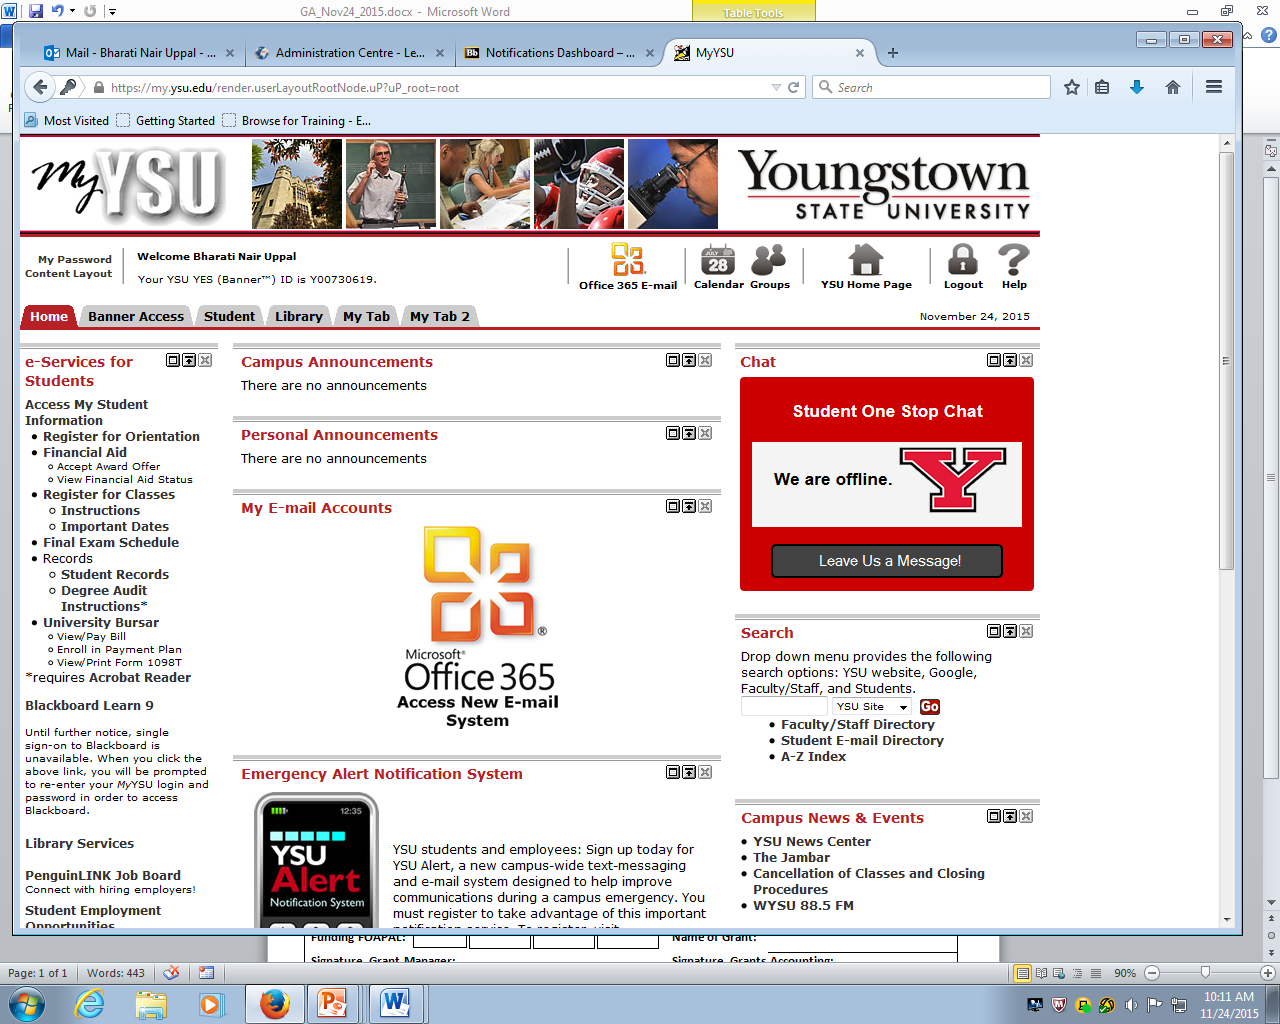 GA_Nov24_2015.docx - Microsoft Word
Table Tools
Mail - Bharati Nair Uppal - ...
Administration Centre - Le...
Notifications Dashboard – ...
MyYSU
https://my.ysu.edu/render.userLayoutRootNode.uP?uP_root=root
Search
Most Visited
Getting Started
Browse for Training - E...
My YSU
Youngstown
STATE UNIVERSITY
My Password
Content Layout
Welcome Bharati Nair Uppal
Your YSU YES (Banner™) ID is Y00730619.
JULY
28
Office 365 E-mail
Calendar
Groups
YSU Home Page
Logout
Help
Home
Banner Access
Student
Library
My Tab
My Tab 2
November 24, 2015
e-Services for
Students
Access My Student
Information
Register for Orientation
Financial Aid
Accept Award Offer
View Financial Aid Status
Register for Classes
Instructions
Important Dates
Final Exam Schedule
Records
Student Records
Degree Audit
Instructions*
University Bursar
View/Pay Bill
Enroll in Payment Plan
View/Print Form 1098T
*requires Acrobat Reader
Blackboard Learn 9
Until further notice, single
sign-on to Blackboard is
unavailable. When you click the
above link, you will be prompted
to re-enter your MyYSU login and
password in order to access
Blackboard.
Library Services
PenguinLINK Job Board
Connect with hiring employers!
Student Employment
Opportunities
Campus Announcements
There are no announcements
Personal Announcements
There are no announcements
My E-mail Accounts
Microsoft®
Office 365
Access New E-mail
System
Emergency Alert Notification System
12:35
YSU
Alert
Notification System
YSU students and employees: Sign up today for
YSU Alert, a new campus-wide text-messaging
and e-mail system designed to help improve
communications during a campus emergency. You
must register to take advantage of this important
notification service. To register, visit
Chat
Student One Stop Chat
We are offline.
Y
Leave Us a Message!
Search
Drop down menu provides the following
search options: YSU website, Google,
Faculty/Staff, and Students.
YSU Site
Go
Faculty/Staff Directory
Student E-mail Directory
A-Z Index
Campus News & Events
YSU News Center
The Jambar
Cancellation of Classes and Closing
Procedures
WYSU 88.5 FM
Funding FOAPAL:
Name of Grant:
Signature, Grant Manager:
Signature, Grants Accounting:
Page: 1 of 1
Words: 443
90%
10:11 AM
11/24/2015